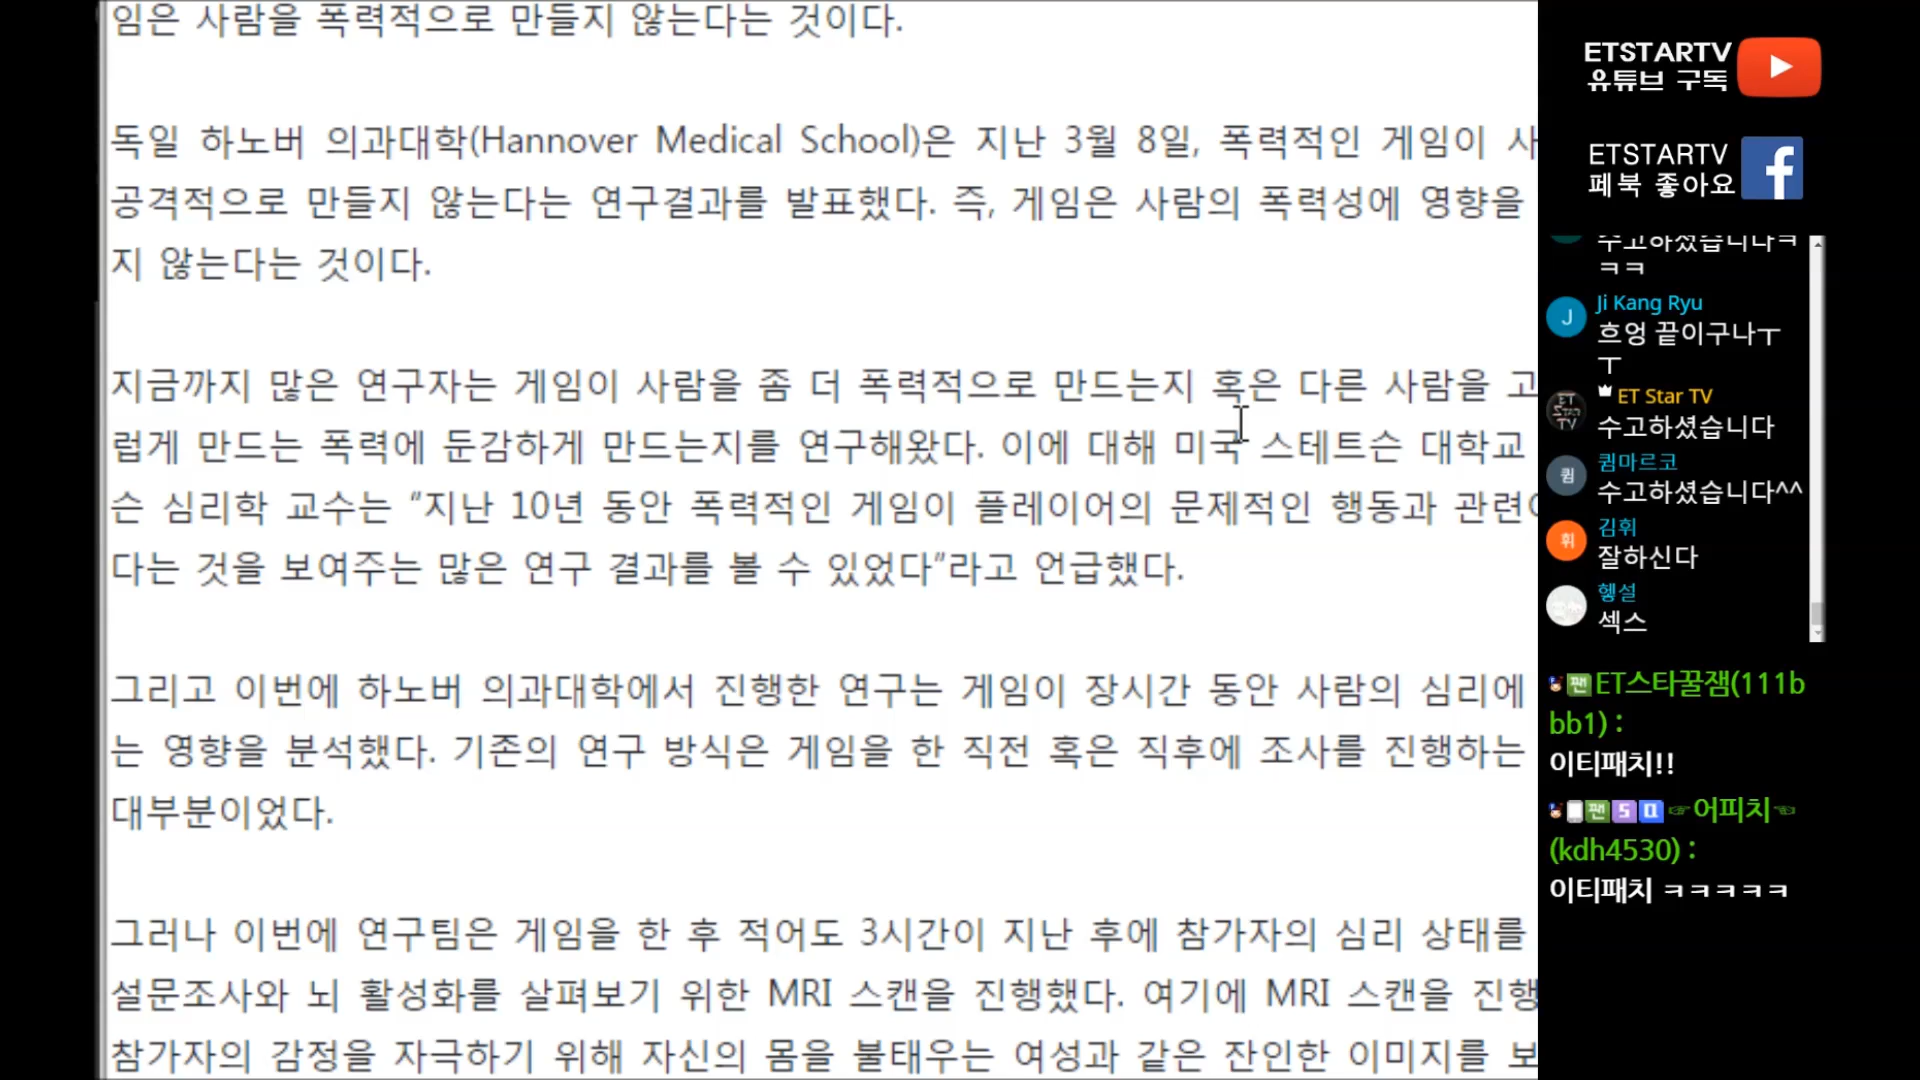 임은 사람을 폭력적으로 만들지 않는다는 것이다.
독일 하노버 의과대학(Hannover Medical School)은 지난 3월 8일, 폭력적인 게임이 사
공격적으로 만들지 않는다는 연구결과를 발표했다. 즉, 게임은 사람의 폭력성에 영향을
지 않는다는 것이다.
지금까지 많은 연구자는 게임이 사람을 좀 더 폭력적으로 만드는지 혹은 다른 사람을 고
럽게 만드는 폭력에 둔감하게 만드는지를 연구해왔다. 이에 대해 미국 스테트슨 대학교
슨 심리학 교수는 “지난 10년 동안 폭력적인 게임이 플레이어의 문제적인 행동과
다는 것을 보여주는 많은 연구 결과를 볼 수 있었다”라고 언급했다.
그리고 이번에 하노버 의과대학에서 진행한 연구는 게임이 장시간 동안 사람의 심리에
는 영향을 분석했다. 기존의 연구 방식은 게임을 한 직전 혹은 직후에 조사를 진행하는
대부분이었다.
그러나 이번에 연구팀은 게임을 한 후 적어도 3시간이 지난 후에 참가자의 심리 상태를
설문조사와 뇌 활성화를 살펴보기 위한 MRI 스캔을 진행했다. 여기에 MRI 스캔을 진행
참가자의 감정을 자극하기 위해 자신의 몸을 불태우는 여성과 같은 잔인한 이미지를 보
ETSTARTV
유튜브 구독
ETSTARTV
페북 좋아요
f
수고하셨습니다ㅋ
ㅋㅋ
J
Ji Kang Ryu
흐엉 끝이구나ㅜ
ㅜ
ET STAR TV
ET Star TV
수고하셨습니다
큄
큄마르코
수고하셨습니다^^
휘
김휘
잘하신다
헿설
섹스
팬 ET스타꿀잼(111b
bb1) :
이티패치!!
팬 5 a ☞어피치☜
(kdh4530) :
이티패치 ㅋㅋㅋㅋㅋ